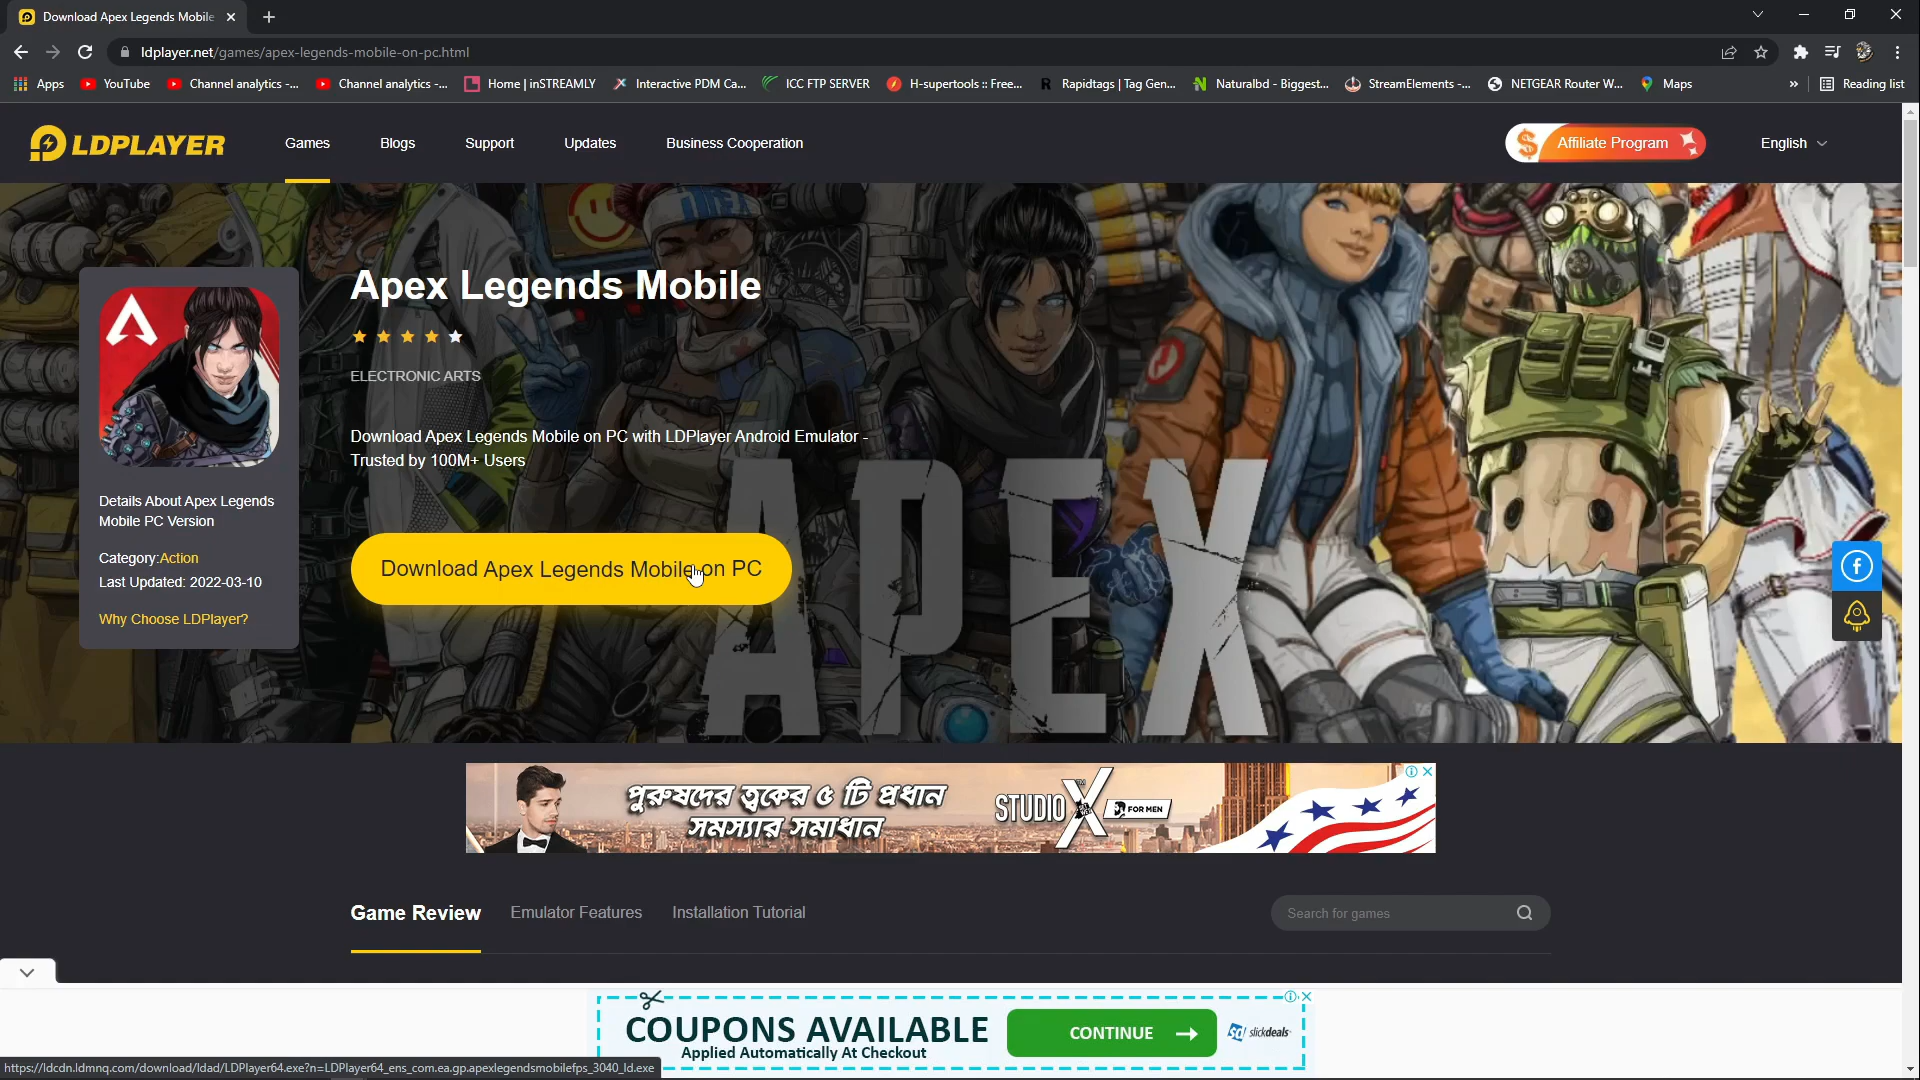 Download Apex Legends Mobile
ldplayer.net/games/apex-legends-mobile-on-pc.html
Apps
YouTube
Channel analytics -...
Channel analytics -...
Home | inSTREAMLY
Interactive PDM Ca...
ICC FTP SERVER
H-supertools :: Free...
Rapidtags | Tag Gen...
Naturalbd - Biggest...
StreamElements -...
NETGEAR Router W...
Maps
»
Reading list
LDPLAYER
Games
Blogs
Support
Updates
Business Cooperation
Affiliate Program
English
Apex Legends Mobile
ELECTRONIC ARTS
Download Apex Legends Mobile on PC with LDPlayer Android Emulator -
Trusted by 100M+ Users
Download Apex Legends Mobile on PC
Details About Apex Legends
Mobile PC Version
Category:Action
Last Updated: 2022-03-10
Why Choose LDPlayer?
APEX
পুরুষদের ত্বকের ৫ টি প্রধান
সমস্যার সমাধান
STUDIO X
FOR MEN
Game Review
Emulator Features
Installation Tutorial
Search for games
COUPONS AVAILABLE
Applied Automatically At Checkout
CONTINUE
sd slickdeals
https://ldcdn.ldmnq.com/download/ldad/LDPlayer64.exe?n=LDPlayer64_ens_com.ea.gp.apexlegendsmobilefps_3040_ld.exe